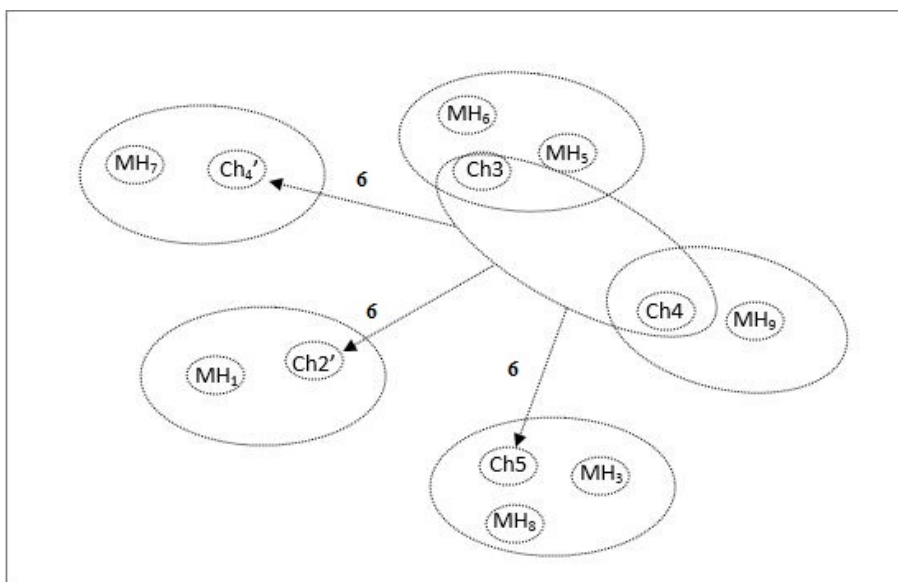 MH₆
MH₅
Ch3
MH₇
Ch₄’
6
Ch4
MH₉
6
MH₁
Ch2’
6
Ch5
MH₃
MH₈